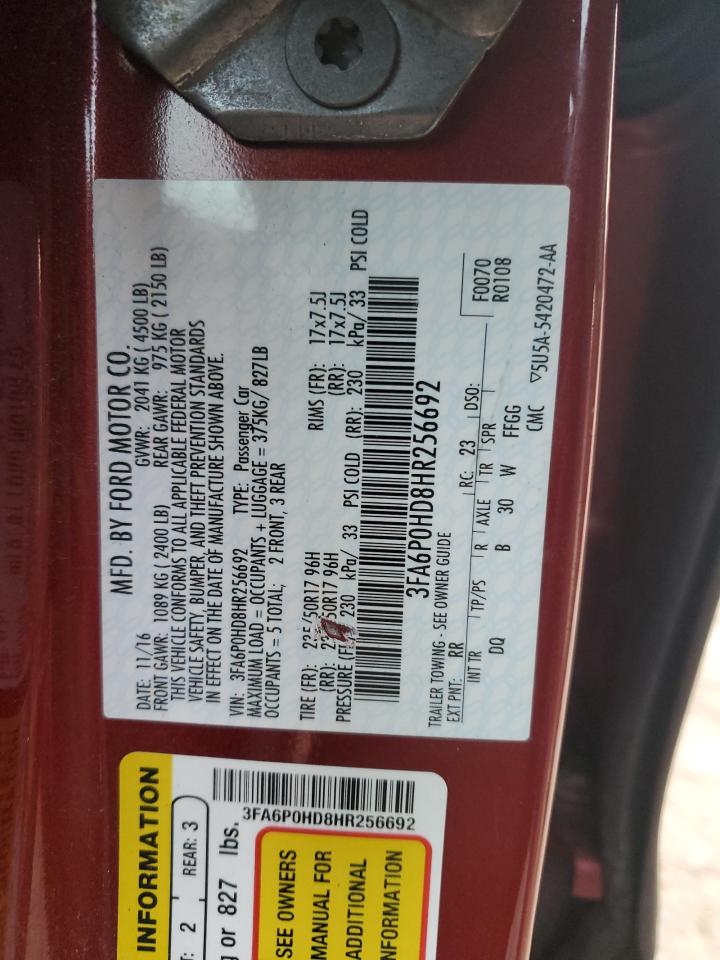 MFD. BY FORD MOTOR CO.
DATE: 11/16 GVWR: 2041 KG ( 4500 LB)
FRONT GAWR: 1089 KG ( 2400 LB) REAR GAWR: 975 KG ( 2150 LB)
THIS VEHICLE CONFORMS TO ALL APPLICABLE FEDERAL MOTOR
VEHICLE SAFETY, BUMPER, AND THEFT PREVENTION STANDARDS
IN EFFECT ON THE DATE OF MANUFACTURE SHOWN ABOVE.
VIN: 3FA6P0HD8HR256692 TYPE: Passenger Car
MAXIMUM LOAD = OCCUPANTS + LUGGAGE = 375KG/ 827LB
OCCUPANTS = 5 TOTAL: 2 FRONT, 3 REAR
TIRE (FR): 235/50R17 96H RIMS (FR): 17x7.5J
(RR): 50R17 96H (RR): 17x7.5J
PRESSURE 230 kPa/ 33 PSI COLD (RR): 230 kPa/ 33 PSI COLD
3FA6P0HD8HR256692
TRAILER TOWING - SEE OWNER GUIDE
EXT PNT: RR RC: 23 DSO: F0070
INT TR TP/PS R AXLE TR SPR R0108
DQ B 30 W FFGG
CMC ▽5U5A-5420472-AA
INFORMATION
2 REAR: 3
or 827 lbs.
3FA6P0HD8HR256692
SEE OWNERS
MANUAL FOR
ADDITIONAL
INFORMATION